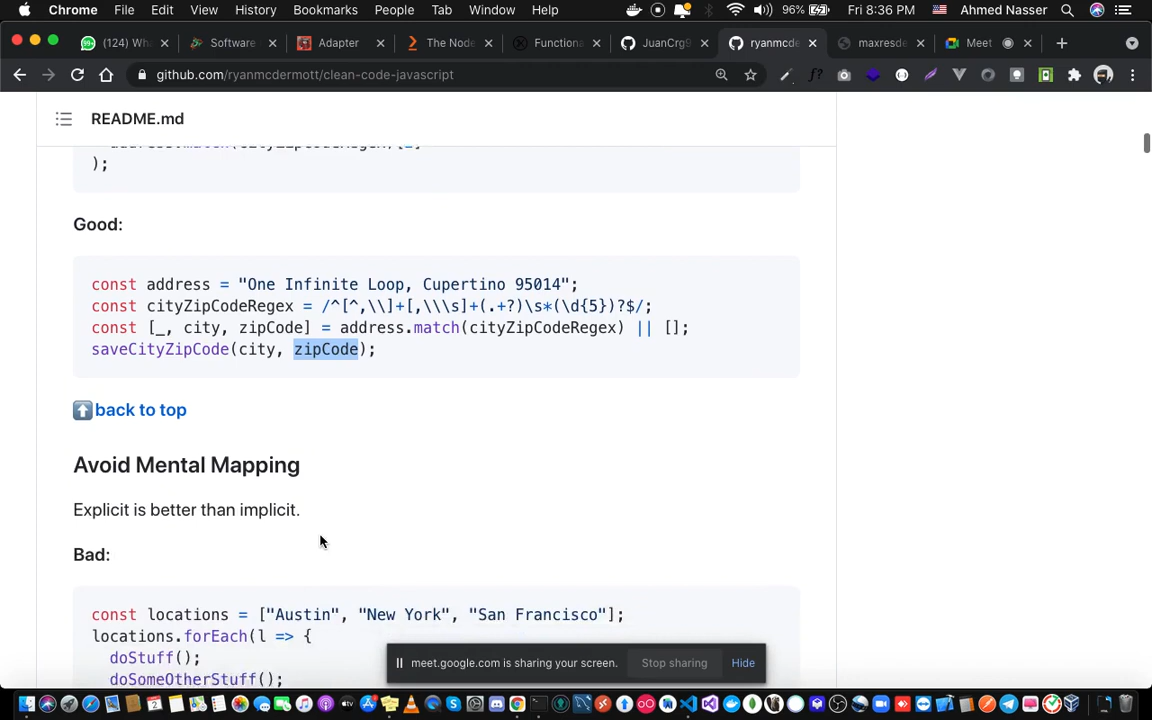 Chrome File Edit View History Bookmarks People Tab Window Help 96% Fri 8:36 PM Ahmed Nasser
(124) Wha Software Adapter The Node Functiona JuanCrg9 ryanmcde maxresde Meet
github.com/ryanmcdermott/clean-code-javascript
README.md
);
Good:
const address = "One Infinite Loop, Cupertino 95014";
const cityZipCodeRegex = /^[^,\\]+[,\\\s]+(.+?)\s*(\d{5})?$/;
const [_, city, zipCode] = address.match(cityZipCodeRegex) || [];
saveCityZipCode(city, zipCode);
back to top
Avoid Mental Mapping
Explicit is better than implicit.
Bad:
const locations = ["Austin", "New York", "San Francisco"];
locations.forEach(l => {
doStuff();
doSomeOtherStuff();
meet.google.com is sharing your screen. Stop sharing Hide